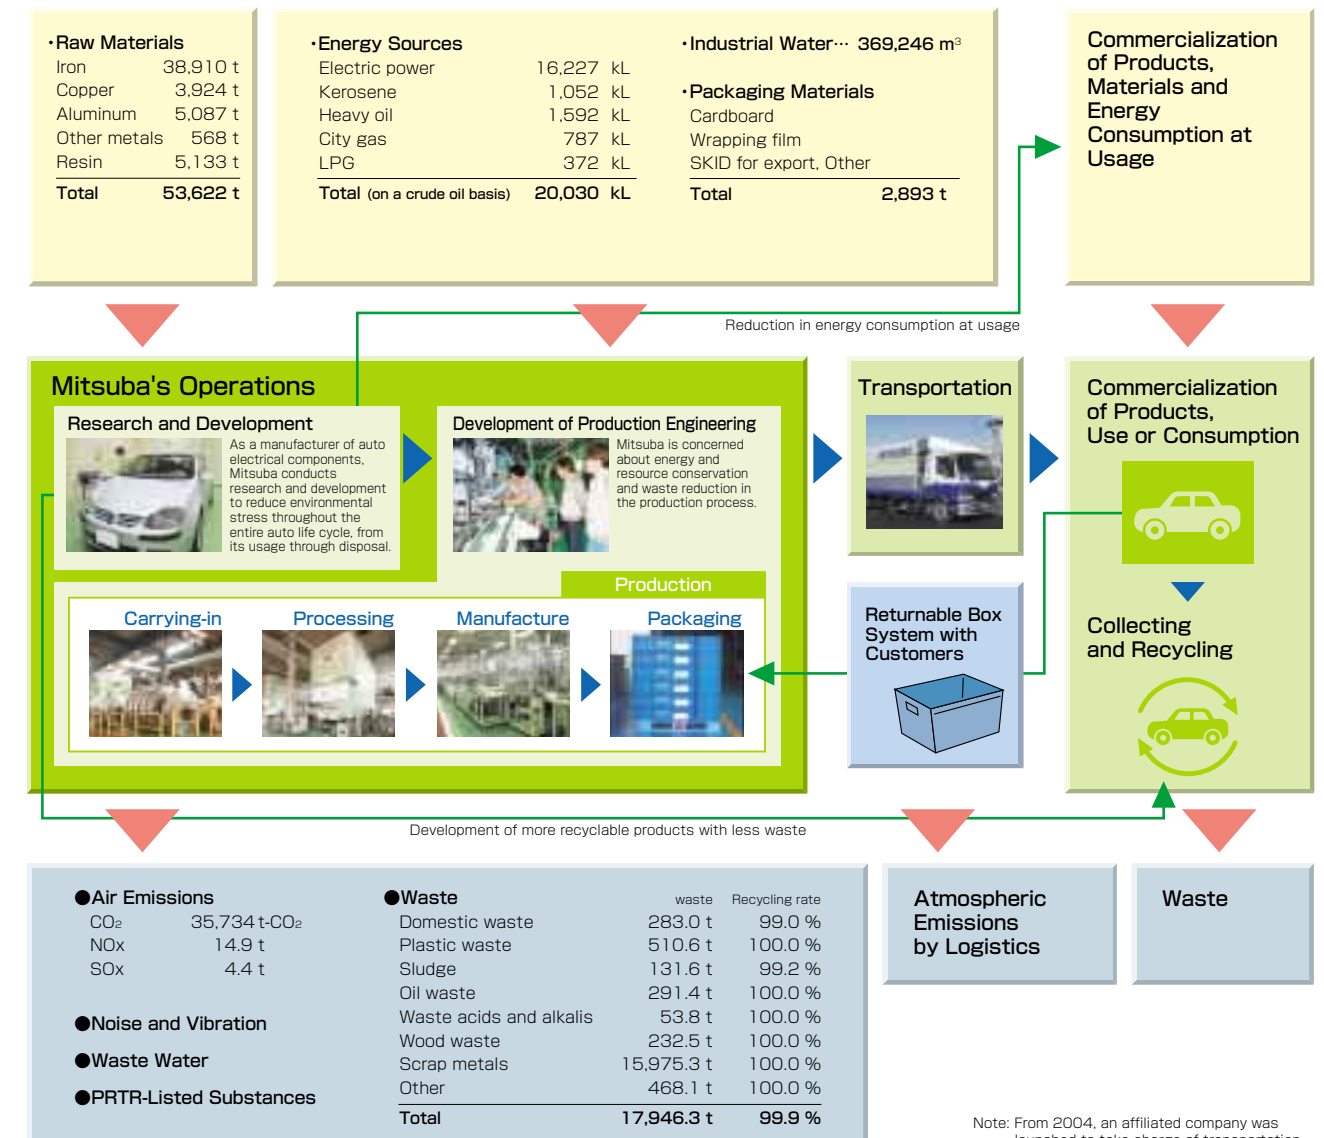 ・Raw Materials
Iron 38,910 t
Copper 3,924 t
Aluminum 5,087 t
Other metals 568 t
Resin 5,133 t
Total 53,622 t
・Energy Sources
Electric power 16,227 kL
Kerosene 1,052 kL
Heavy oil 1,592 kL
City gas 787 kL
LPG 372 kL
Total (on a crude oil basis) 20,030 kL
・Industrial Water… 369,246 m³
・Packaging Materials
Cardboard
Wrapping film
SKID for export, Other
Total 2,893 t
Commercialization
of Products,
Materials and
Energy
Consumption at
Usage
Reduction in energy consumption at usage
Mitsuba's Operations
Research and Development
As a manufacturer of auto
electrical components,
Mitsuba conducts
research and development
to reduce environmental
stress throughout the
entire auto life cycle, from
its usage through disposal.
Development of Production Engineering
Mitsuba is concerned
about energy and
resource conservation
and waste reduction in
the production process.
Production
Carrying-in
Processing
Manufacture
Packaging
Transportation
Returnable Box
System with
Customers
Commercialization
of Products,
Use or Consumption
Collecting
and Recycling
Development of more recyclable products with less waste
●Air Emissions
CO₂ 35,734 t-CO₂
NOx 14.9 t
SOx 4.4 t
●Noise and Vibration
●Waste Water
●PRTR-Listed Substances
●Waste waste Recycling rate
Domestic waste 283.0 t 99.0 %
Plastic waste 510.6 t 100.0 %
Sludge 131.6 t 99.2 %
Oil waste 291.4 t 100.0 %
Waste acids and alkalis 53.8 t 100.0 %
Wood waste 232.5 t 100.0 %
Scrap metals 15,975.3 t 100.0 %
Other 468.1 t 100.0 %
Total 17,946.3 t 99.9 %
Atmospheric
Emissions
by Logistics
Waste
Note: From 2004, an affiliated company was
launched to take charge of transportation